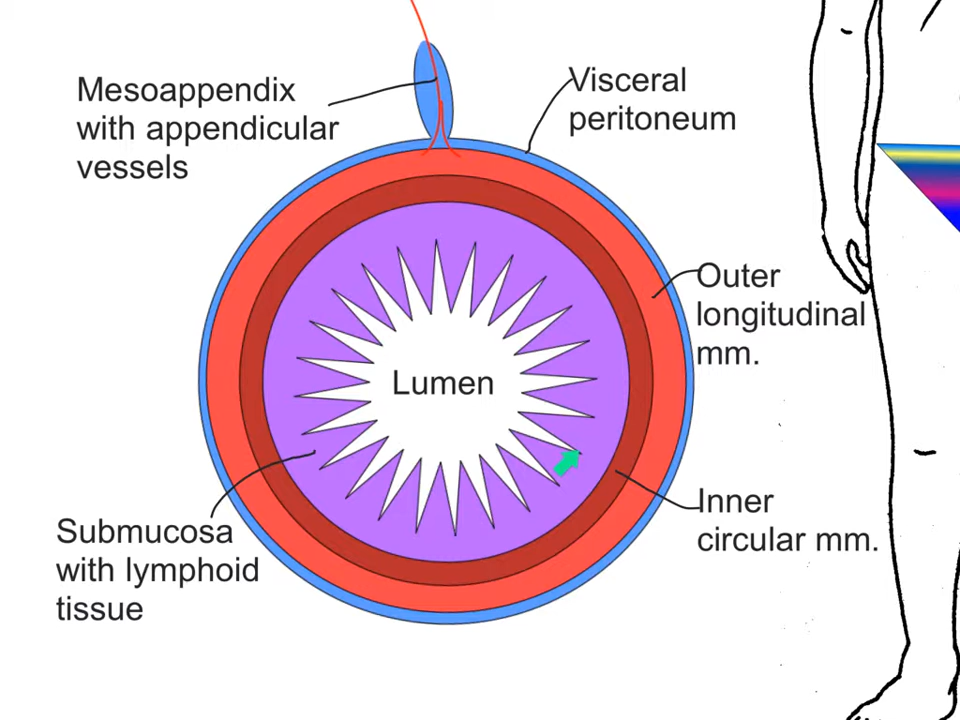 Mesoappendix
with appendicular
vessels
Visceral
peritoneum
Outer
longitudinal
mm.
Lumen
Inner
circular mm.
Submucosa
with lymphoid
tissue